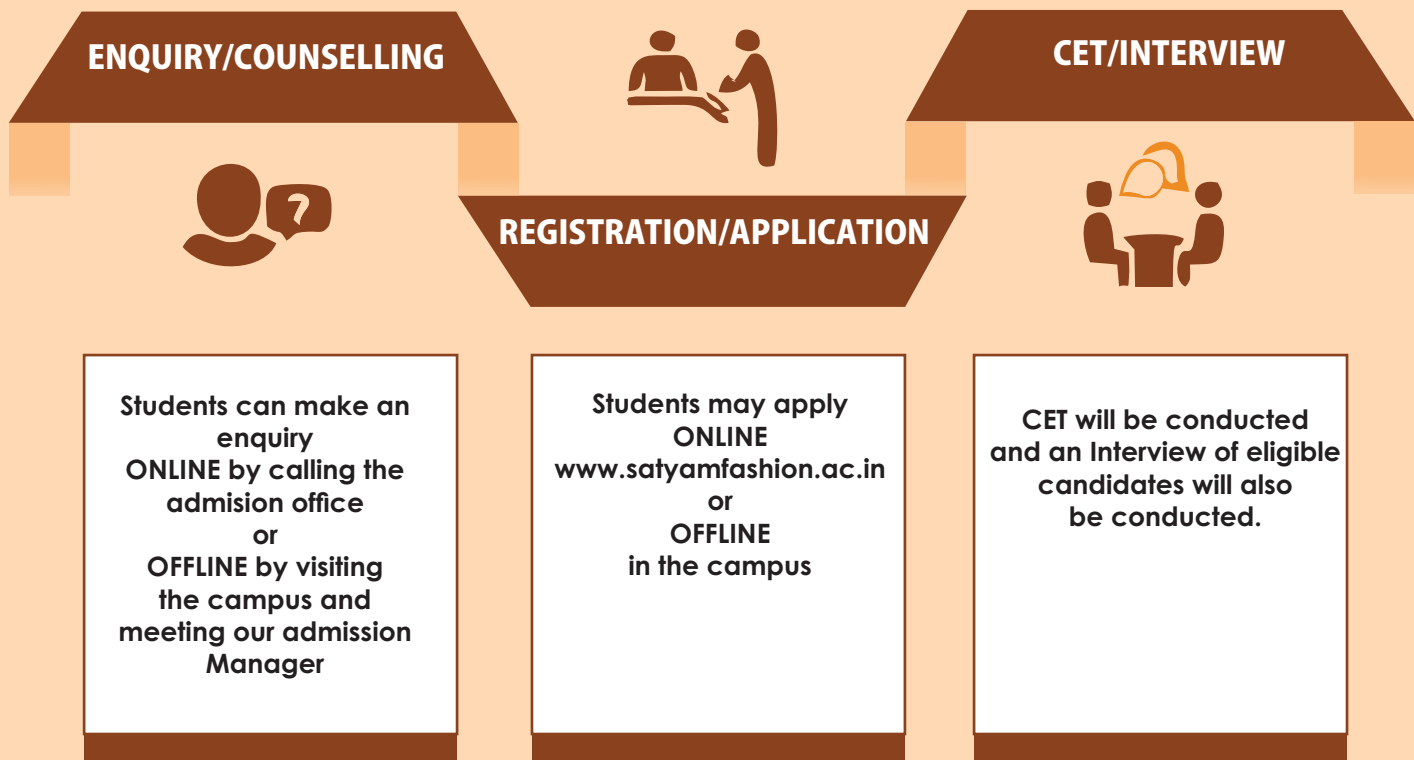 ENQUIRY/COUNSELLING
?
Students can make an
enquiry
ONLINE by calling the
admision office
or
OFFLINE by visiting
the campus and
meeting our admission
Manager
REGISTRATION/APPLICATION
Students may apply
ONLINE
www.satyamfashion.ac.in
or
OFFLINE
in the campus
CET/INTERVIEW
CET will be conducted
and an Interview of eligible
candidates will also
be conducted.